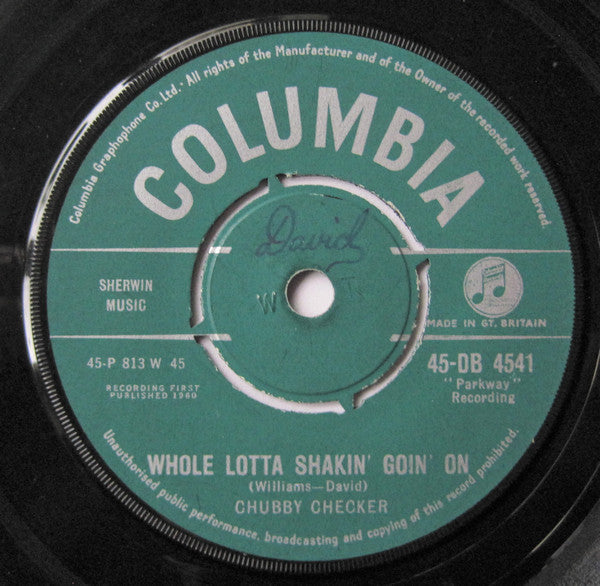 Columbia Graphophone Co. Ltd. · All rights of the Manufacturer and of the Owner of the recorded work reserved.
COLUMBIA
David
SHERWIN
MUSIC
W
MADE IN GT. BRITAIN
45-P 813 W 45
45-DB 4541
RECORDING FIRST
PUBLISHED 1960
"Parkway"
Recording
WHOLE LOTTA SHAKIN' GOIN' ON
(Williams—David)
CHUBBY CHECKER
Unauthorised public performance, broadcasting and copying of this record prohibited.